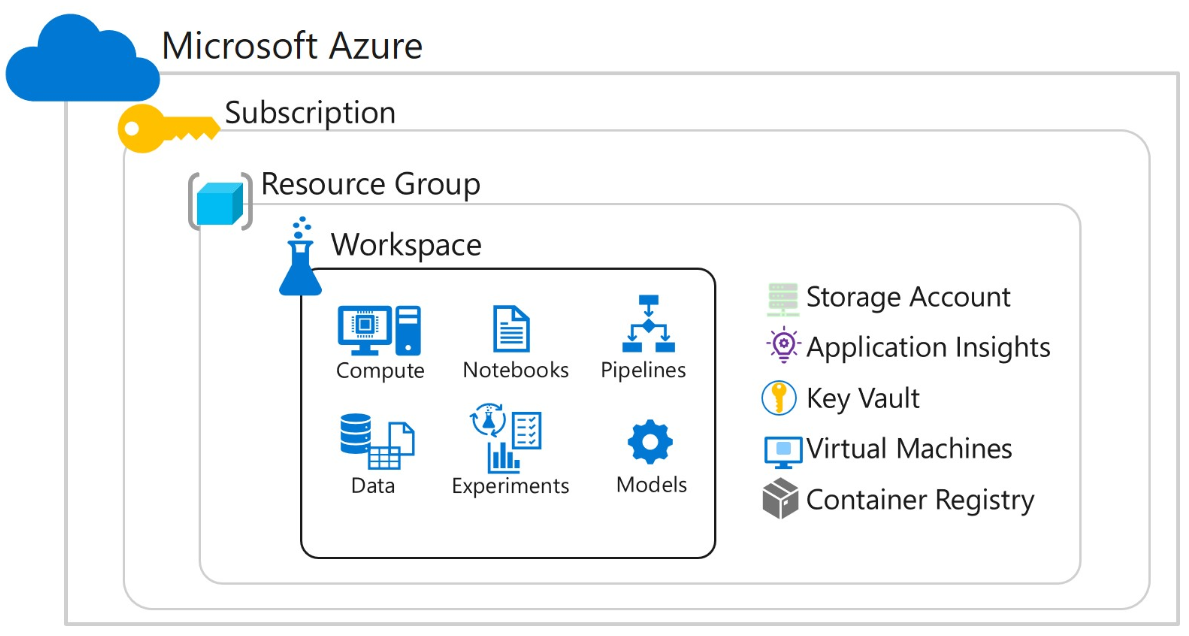 Microsoft Azure
Subscription
Resource Group
Workspace
Compute
Notebooks
Pipelines
Data
Experiments
Models
Storage Account
Application Insights
Key Vault
Virtual Machines
Container Registry